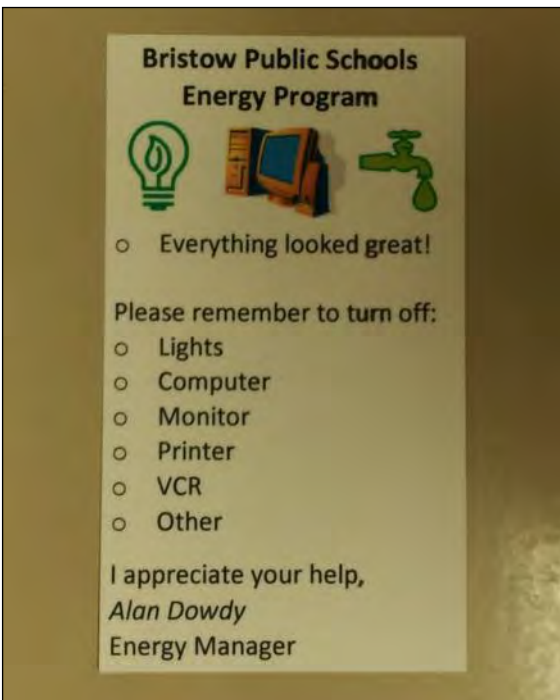 Bristow Public Schools
Energy Program
○ Everything looked great!
Please remember to turn off:
○ Lights
○ Computer
○ Monitor
○ Printer
○ VCR
○ Other
I appreciate your help,
Alan Dowdy
Energy Manager